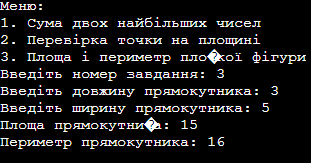 Меню:
1. Сума двох найбільших чисел
2. Перевірка точки на площині
3. Площа і периметр пло�кої фігури
Введіть номер завдання: 3
Введіть довжину прямокутника: 3
Введіть ширину прямокутника: 5
Площа прямокутни�а: 15
Периметр прямокутника: 16